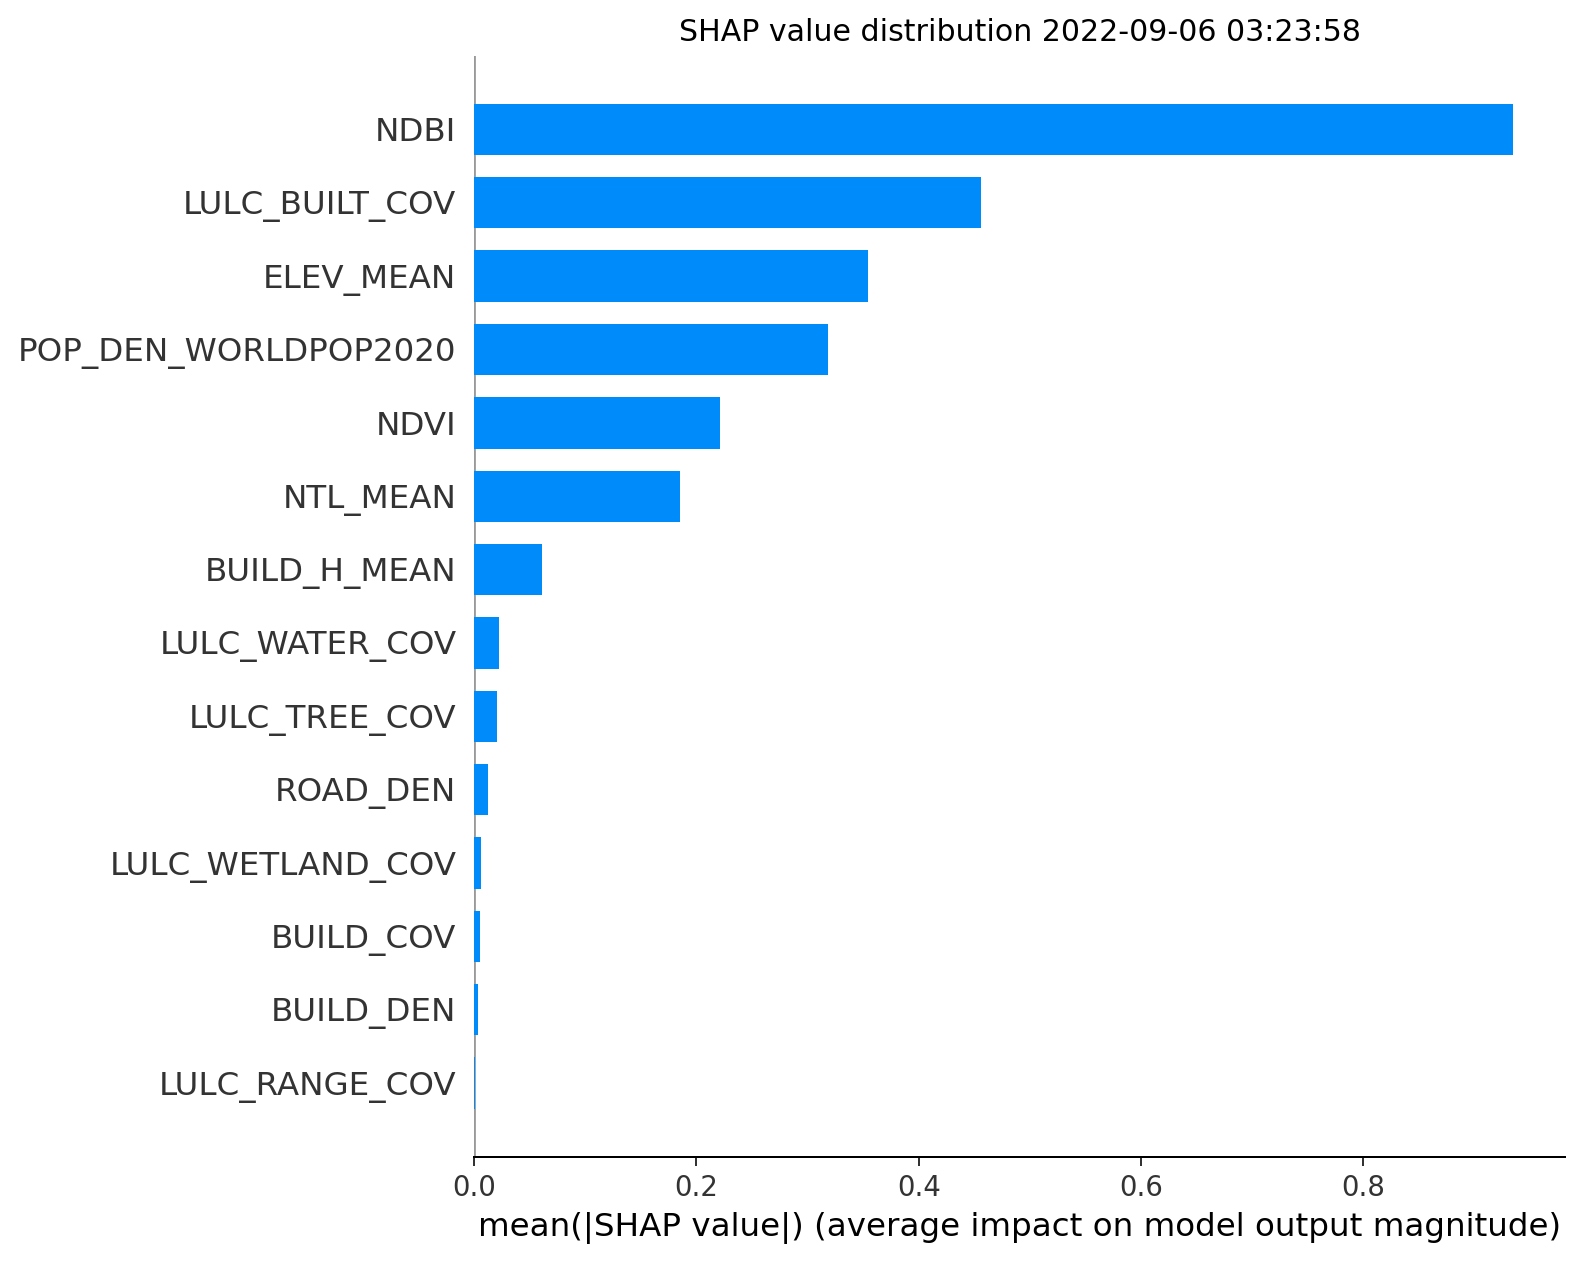 SHAP value distribution 2022-09-06 03:23:58
NDBI
LULC_BUILT_COV
ELEV_MEAN
POP_DEN_WORLDPOP2020
NDVI
NTL_MEAN
BUILD_H_MEAN
LULC_WATER_COV
LULC_TREE_COV
ROAD_DEN
LULC_WETLAND_COV
BUILD_COV
BUILD_DEN
LULC_RANGE_COV
0.0 0.2 0.4 0.6 0.8
mean(|SHAP value|) (average impact on model output magnitude)